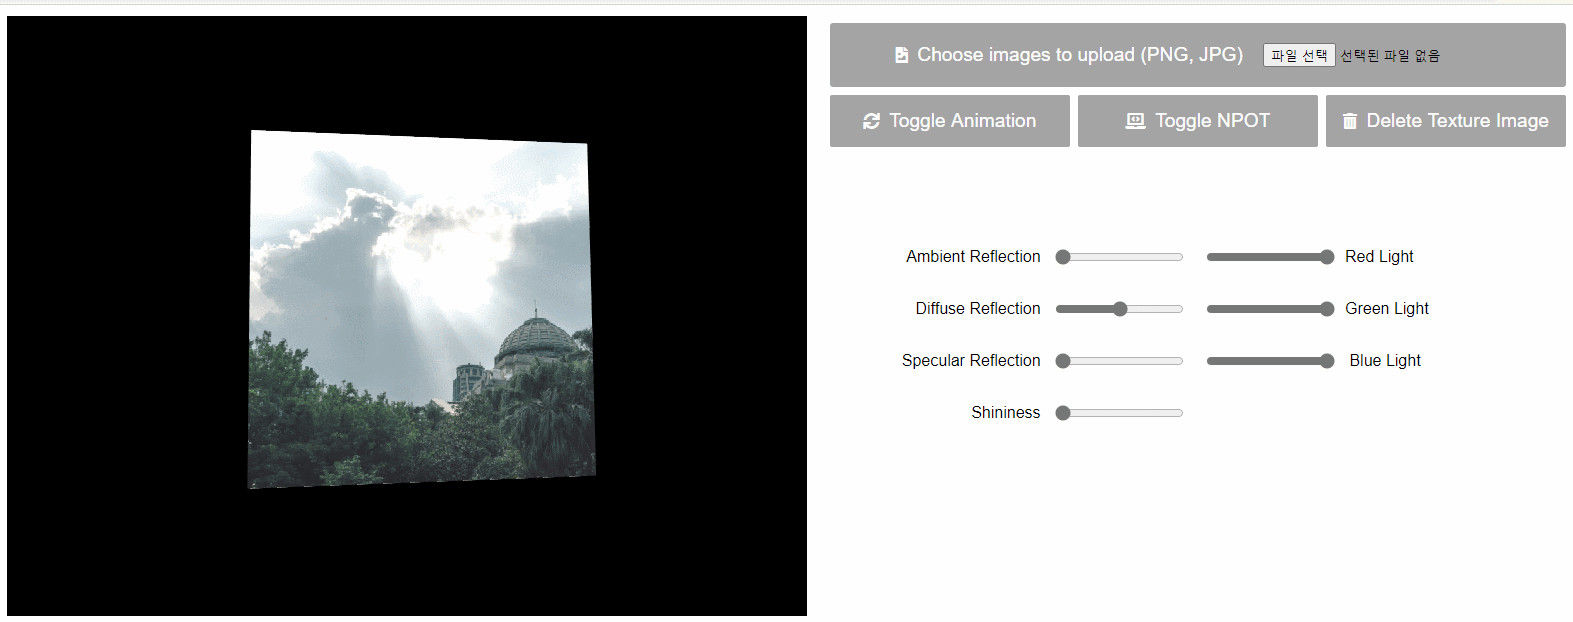 Choose images to upload (PNG, JPG) 파일 선택 선택된 파일 없음
Toggle Animation
Toggle NPOT
Delete Texture Image
Ambient Reflection
Red Light
Diffuse Reflection
Green Light
Specular Reflection
Blue Light
Shininess